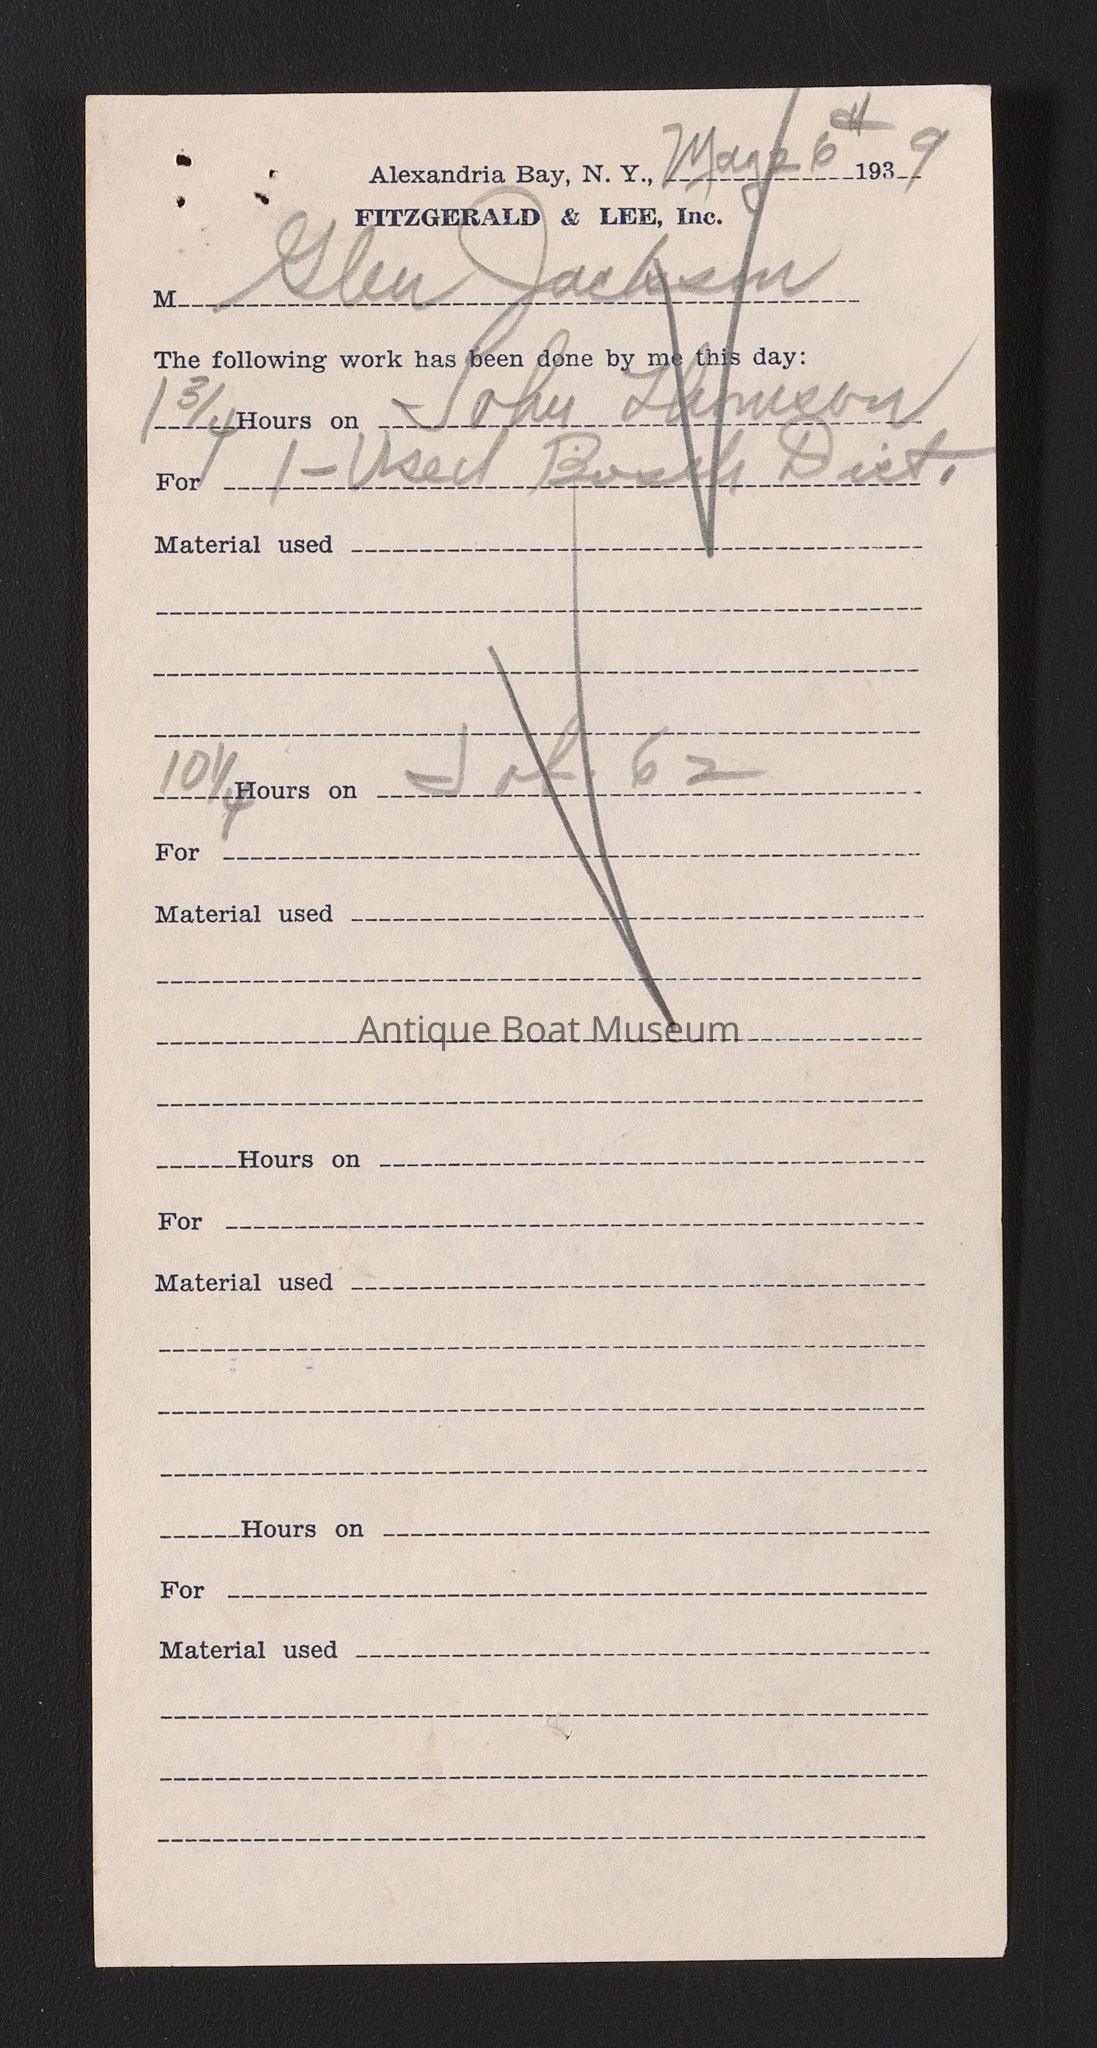 Alexandria Bay, N. Y., May 26th 1939
FITZGERALD & LEE, Inc.
M Glen Jackson
The following work has been done by me this day:
1 3/4 Hours on John Thomson
For 1 - Used Bosch Dist.
Material used
10 1/4 Hours on Job 62
For
Material used
Antique Boat Museum
Hours on
For
Material used
Hours on
For
Material used